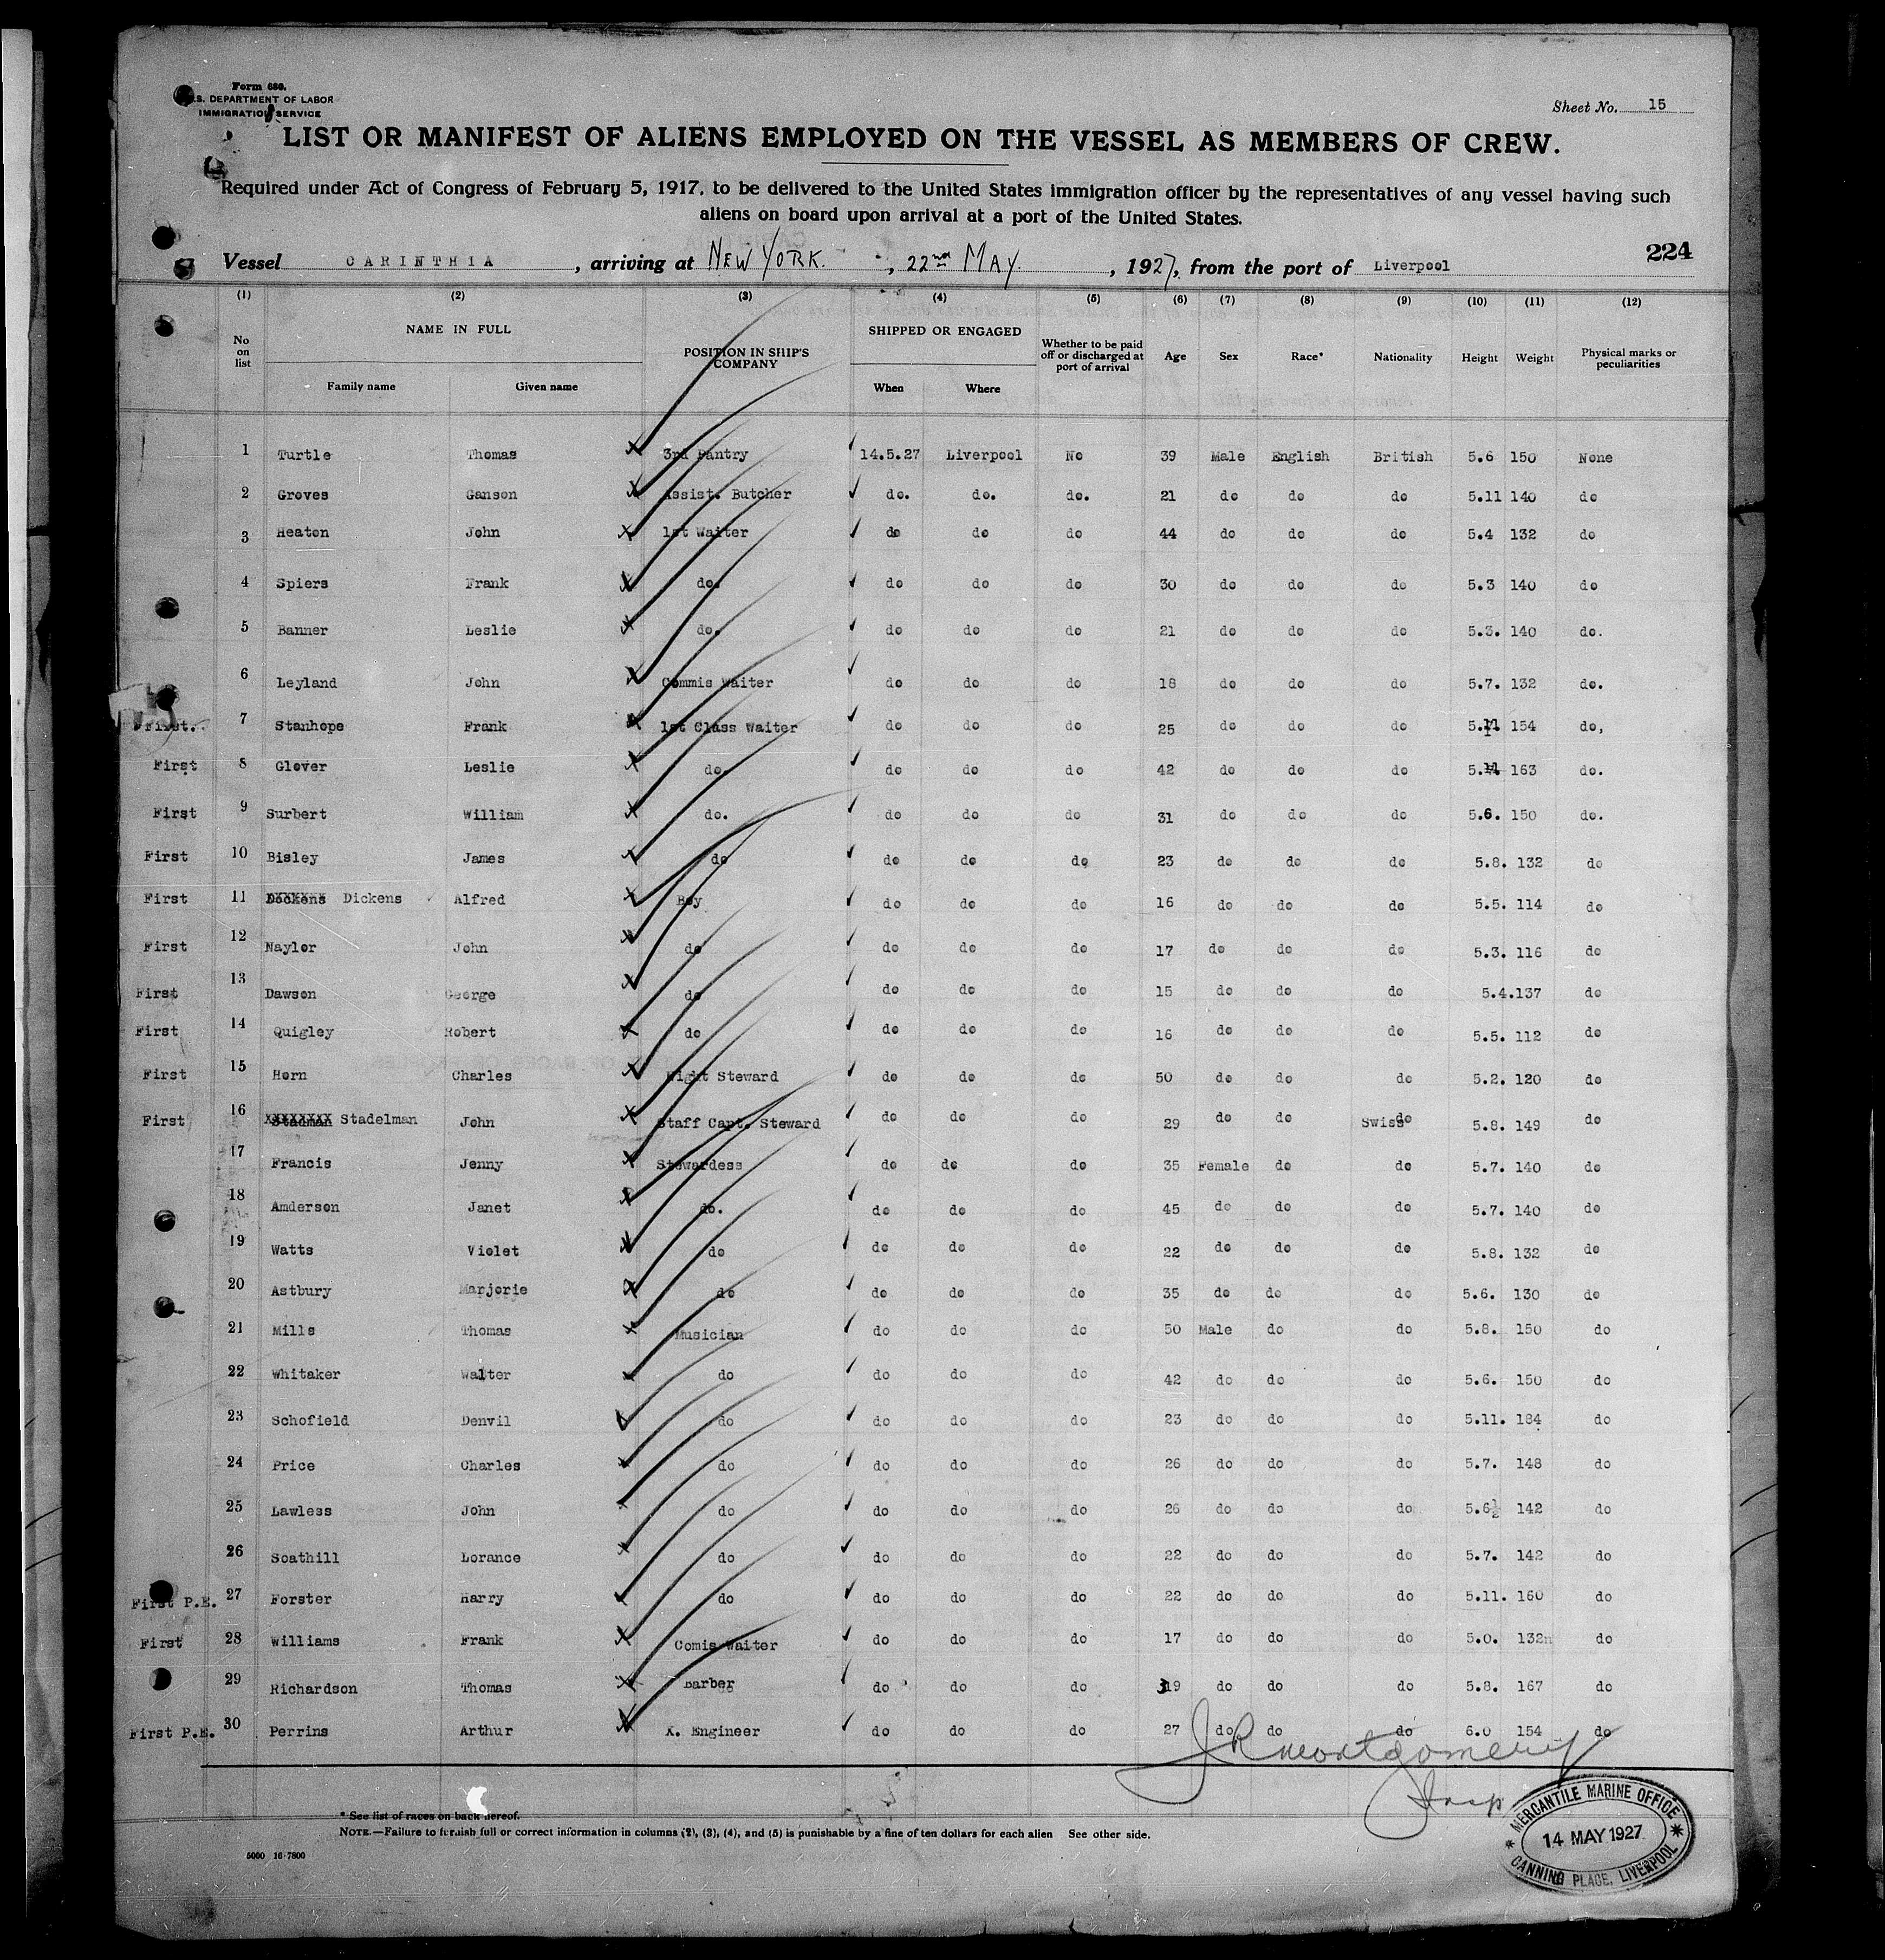 Form 680.
U.S. DEPARTMENT OF LABOR
IMMIGRATION SERVICE
Sheet No. 15
LIST OR MANIFEST OF ALIENS EMPLOYED ON THE VESSEL AS MEMBERS OF CREW.
Required under Act of Congress of February 5, 1917, to be delivered to the United States immigration officer by the representatives of any vessel having such
aliens on board upon arrival at a port of the United States.
224
Vessel CARINTHIA, arriving at NEW YORK., 22nd MAY., 1927, from the port of Liverpool
(1) (2) (3) (4) (5) (6) (7) (8) (9) (10) (11) (12)
No on list NAME IN FULL POSITION IN SHIP'S COMPANY SHIPPED OR ENGAGED Whether to be paid off or discharged at port of arrival Age Sex Race* Nationality Height Weight Physical marks or peculiarities
Family name Given name When Where
1 Turtle Thomas 3rd Pantry 14.5.27 Liverpool No 39 Male English British 5.6 150 None
2 Groves Ganson Assist. Butcher do. do. do. 21 do do do 5.11 140 do
3 Heaton John 1st Waiter do do do 44 do do do 5.4 132 do
4 Spiers Frank do. do do do 30 do do do 5.3 140 do
5 Banner Leslie do. do do do 21 do do do 5.3. 140 do.
6 Leyland John Commis Waiter do do do 18 do do do 5.7. 132 do.
First. 7 Stanhope Frank 1st Class Waiter do do do 25 do do do 154 do,
First 8 Glover Leslie do. do do do 42 do do do 163 do.
First 9 Surbert William do. do do do 31 do do do 5.6. 150 do.
First 10 Bisley James do do do do 23 do do do 5.8. 132 do
First 11 Dockens Dickens Alfred Boy do do do 16 do do do 5.5. 114 do
First 12 Naylor John do do do do 17 do do do 5.3. 116 do
First 13 Dawson George do do do do 15 do do do 5.4. 137 do
First 14 Quigley Robert do do do do 16 do do do 5.5. 112 do
First 15 Horn Charles Night Steward do do do 50 do do do 5.2. 120 do
First 16 Stadman Stadelman John Staff Capt. Steward do do do 29 do do Swiss do 5.8. 149 do
17 Francis Jenny Stewardess do do do 35 Female do do 5.7. 140 do
18 Amderson Janet do. do do do 45 do do do 5.7. 140 do
19 Watts Violet do do do do 22 do do do 5.8. 132 do
20 Astbury Marjorie do do do do 35 do do do 5.6. 130 do
21 Mills Thomas Musician do do do 50 Male do do 5.8. 150 do
22 Whitaker Walter do do do do 42 do do do 5.6. 150 do
23 Schofield Denvil do do do do 23 do do do 5.11. 184 do
24 Price Charles do do do do 26 do do do 5.7. 148 do
25 Lawless John do do do do 26 do do do 5.6½ 142 do
26 Soathill Lorance do do do do 22 do do do 5.7. 142 do
First P.E. 27 Forster Harry do do do do 22 do do do 5.11. 160 do
First 28 Williams Frank Comis Waiter do do do 17 do do do 5.0. 132 do
29 Richardson Thomas Barber do do do 39 do do do 5.8. 167 do
First P.E. 30 Perrins Arthur X. Engineer do do do 27 do do do 6.0 154 do
J R Montgomery
Insp
* See list of races on back hereof.
NOTE.—Failure to furnish full or correct information in columns (2), (3), (4), and (5) is punishable by a fine of ten dollars for each alien See other side.
5000 16-7800
MERCANTILE MARINE OFFICE
14 MAY 1927
CANNING PLACE, LIVERPOOL